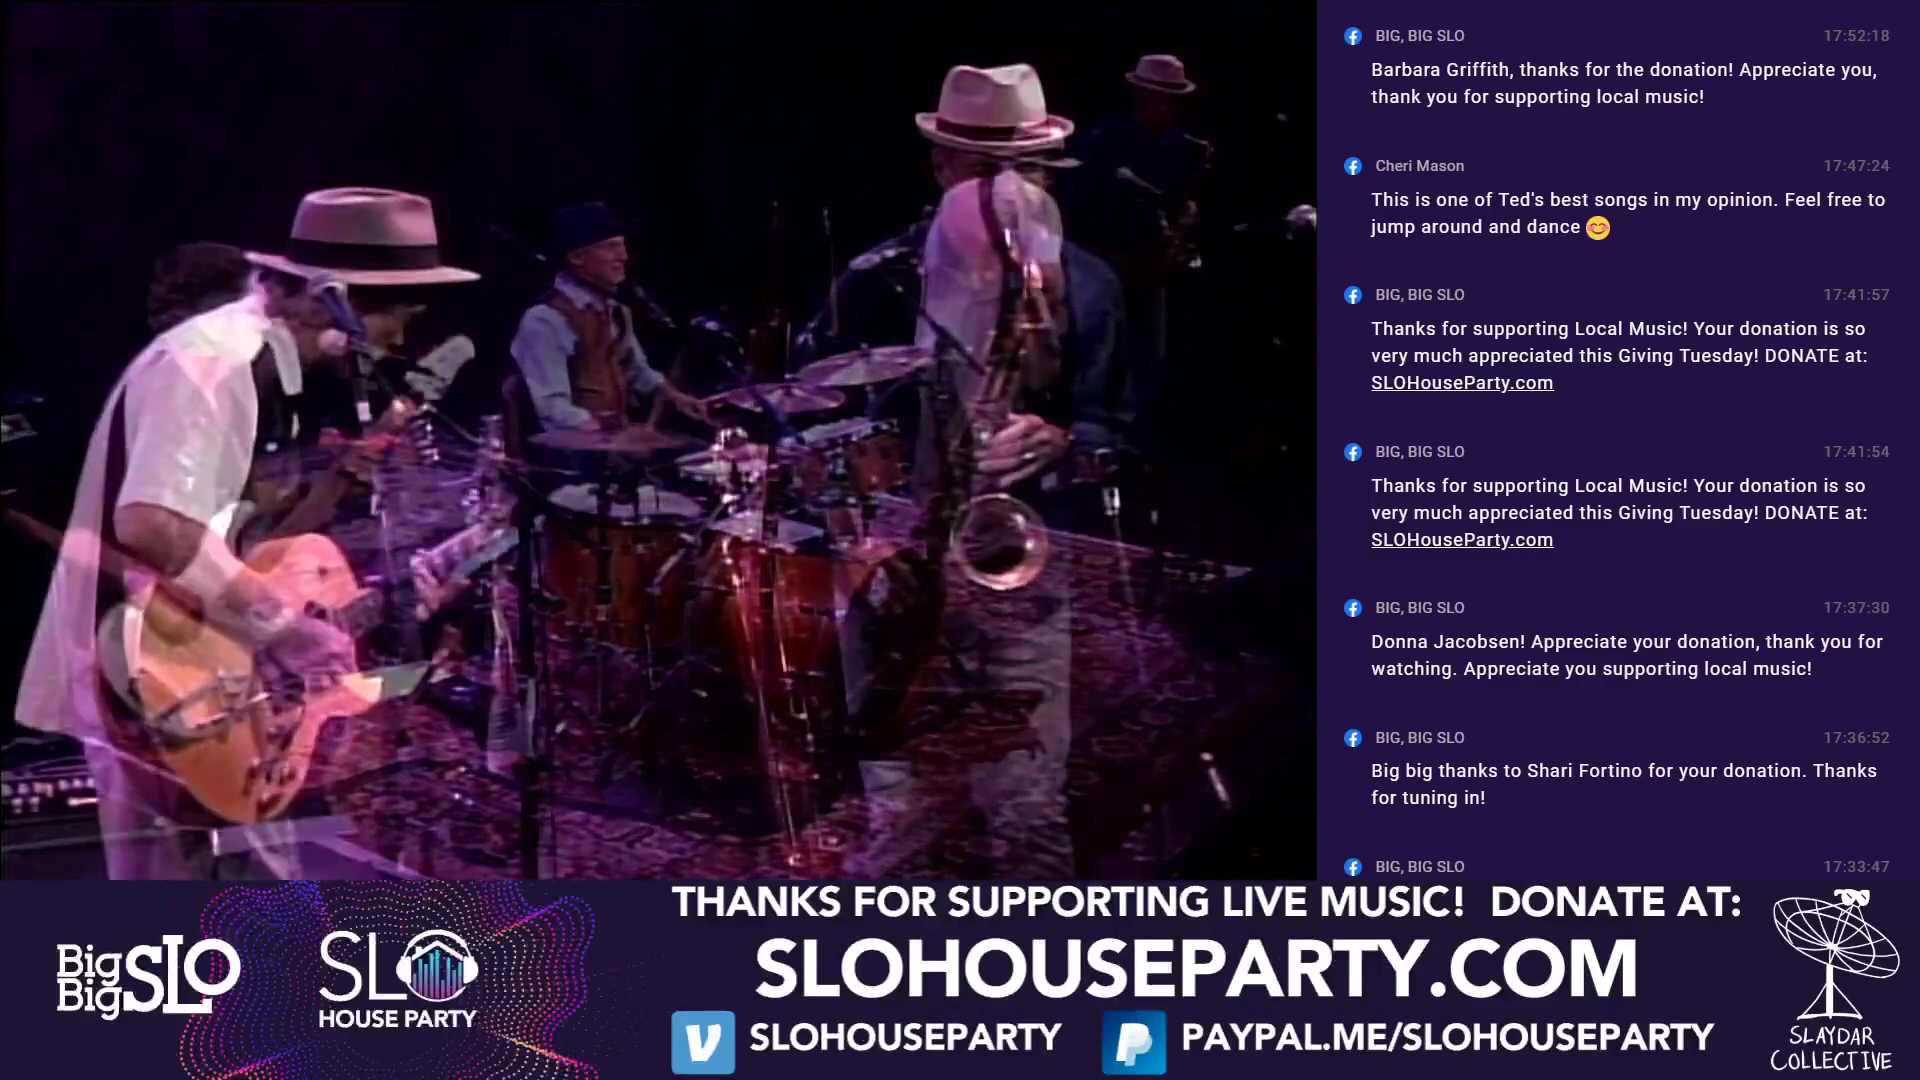 BIG, BIG SLO 17:52:18
Barbara Griffith, thanks for the donation! Appreciate you,
thank you for supporting local music!
Cheri Mason 17:47:24
This is one of Ted's best songs in my opinion. Feel free to
jump around and dance 😊
BIG, BIG SLO 17:41:57
Thanks for supporting Local Music! Your donation is so
very much appreciated this Giving Tuesday! DONATE at:
SLOHouseParty.com
BIG, BIG SLO 17:41:54
Thanks for supporting Local Music! Your donation is so
very much appreciated this Giving Tuesday! DONATE at:
SLOHouseParty.com
BIG, BIG SLO 17:37:30
Donna Jacobsen! Appreciate your donation, thank you for
watching. Appreciate you supporting local music!
BIG, BIG SLO 17:36:52
Big big thanks to Shari Fortino for your donation. Thanks
for tuning in!
BIG, BIG SLO 17:33:47
Big Big SLO
SLO
HOUSE PARTY
THANKS FOR SUPPORTING LIVE MUSIC! DONATE AT:
SLOHOUSEPARTY.COM
SLOHOUSEPARTY
PAYPAL.ME/SLOHOUSEPARTY
SLAYDAR
COLLECTIVE